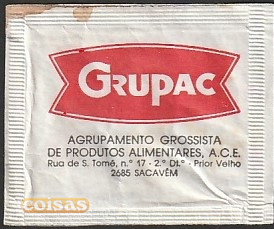 GRUPAC
AGRUPAMENTO GROSSISTA
DE PRODUTOS ALIMENTARES, A.C.E.
Rua de S. Tomé, n.º 17 - 2.º Dt.º - Prior Velho
2685 SACAVÉM
coisas